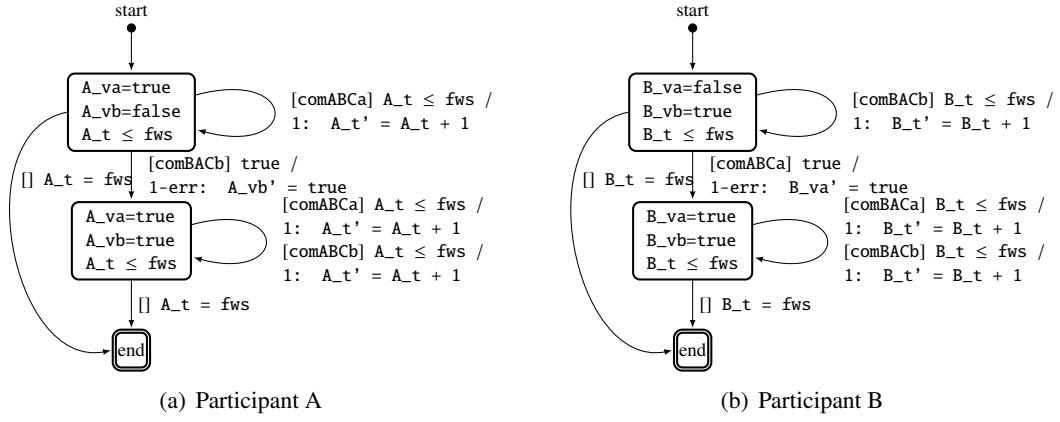 start
A_va=true
A_vb=false
A_t ≤ fws
[comABCa] A_t ≤ fws /
1: A_t' = A_t + 1
[] A_t = fws
[comBACb] true /
1-err: A_vb' = true
A_va=true
A_vb=true
A_t ≤ fws
[comABCa] A_t ≤ fws /
1: A_t' = A_t + 1
[comABCb] A_t ≤ fws /
1: A_t' = A_t + 1
[] A_t = fws
end
(a) Participant A
start
B_va=false
B_vb=true
B_t ≤ fws
[comBACb] B_t ≤ fws /
1: B_t' = B_t + 1
[] B_t = fws
[comABCa] true /
1-err: B_va' = true
B_va=true
B_vb=true
B_t ≤ fws
[comBACa] B_t ≤ fws /
1: B_t' = B_t + 1
[comBACb] B_t ≤ fws /
1: B_t' = B_t + 1
[] B_t = fws
end
(b) Participant B